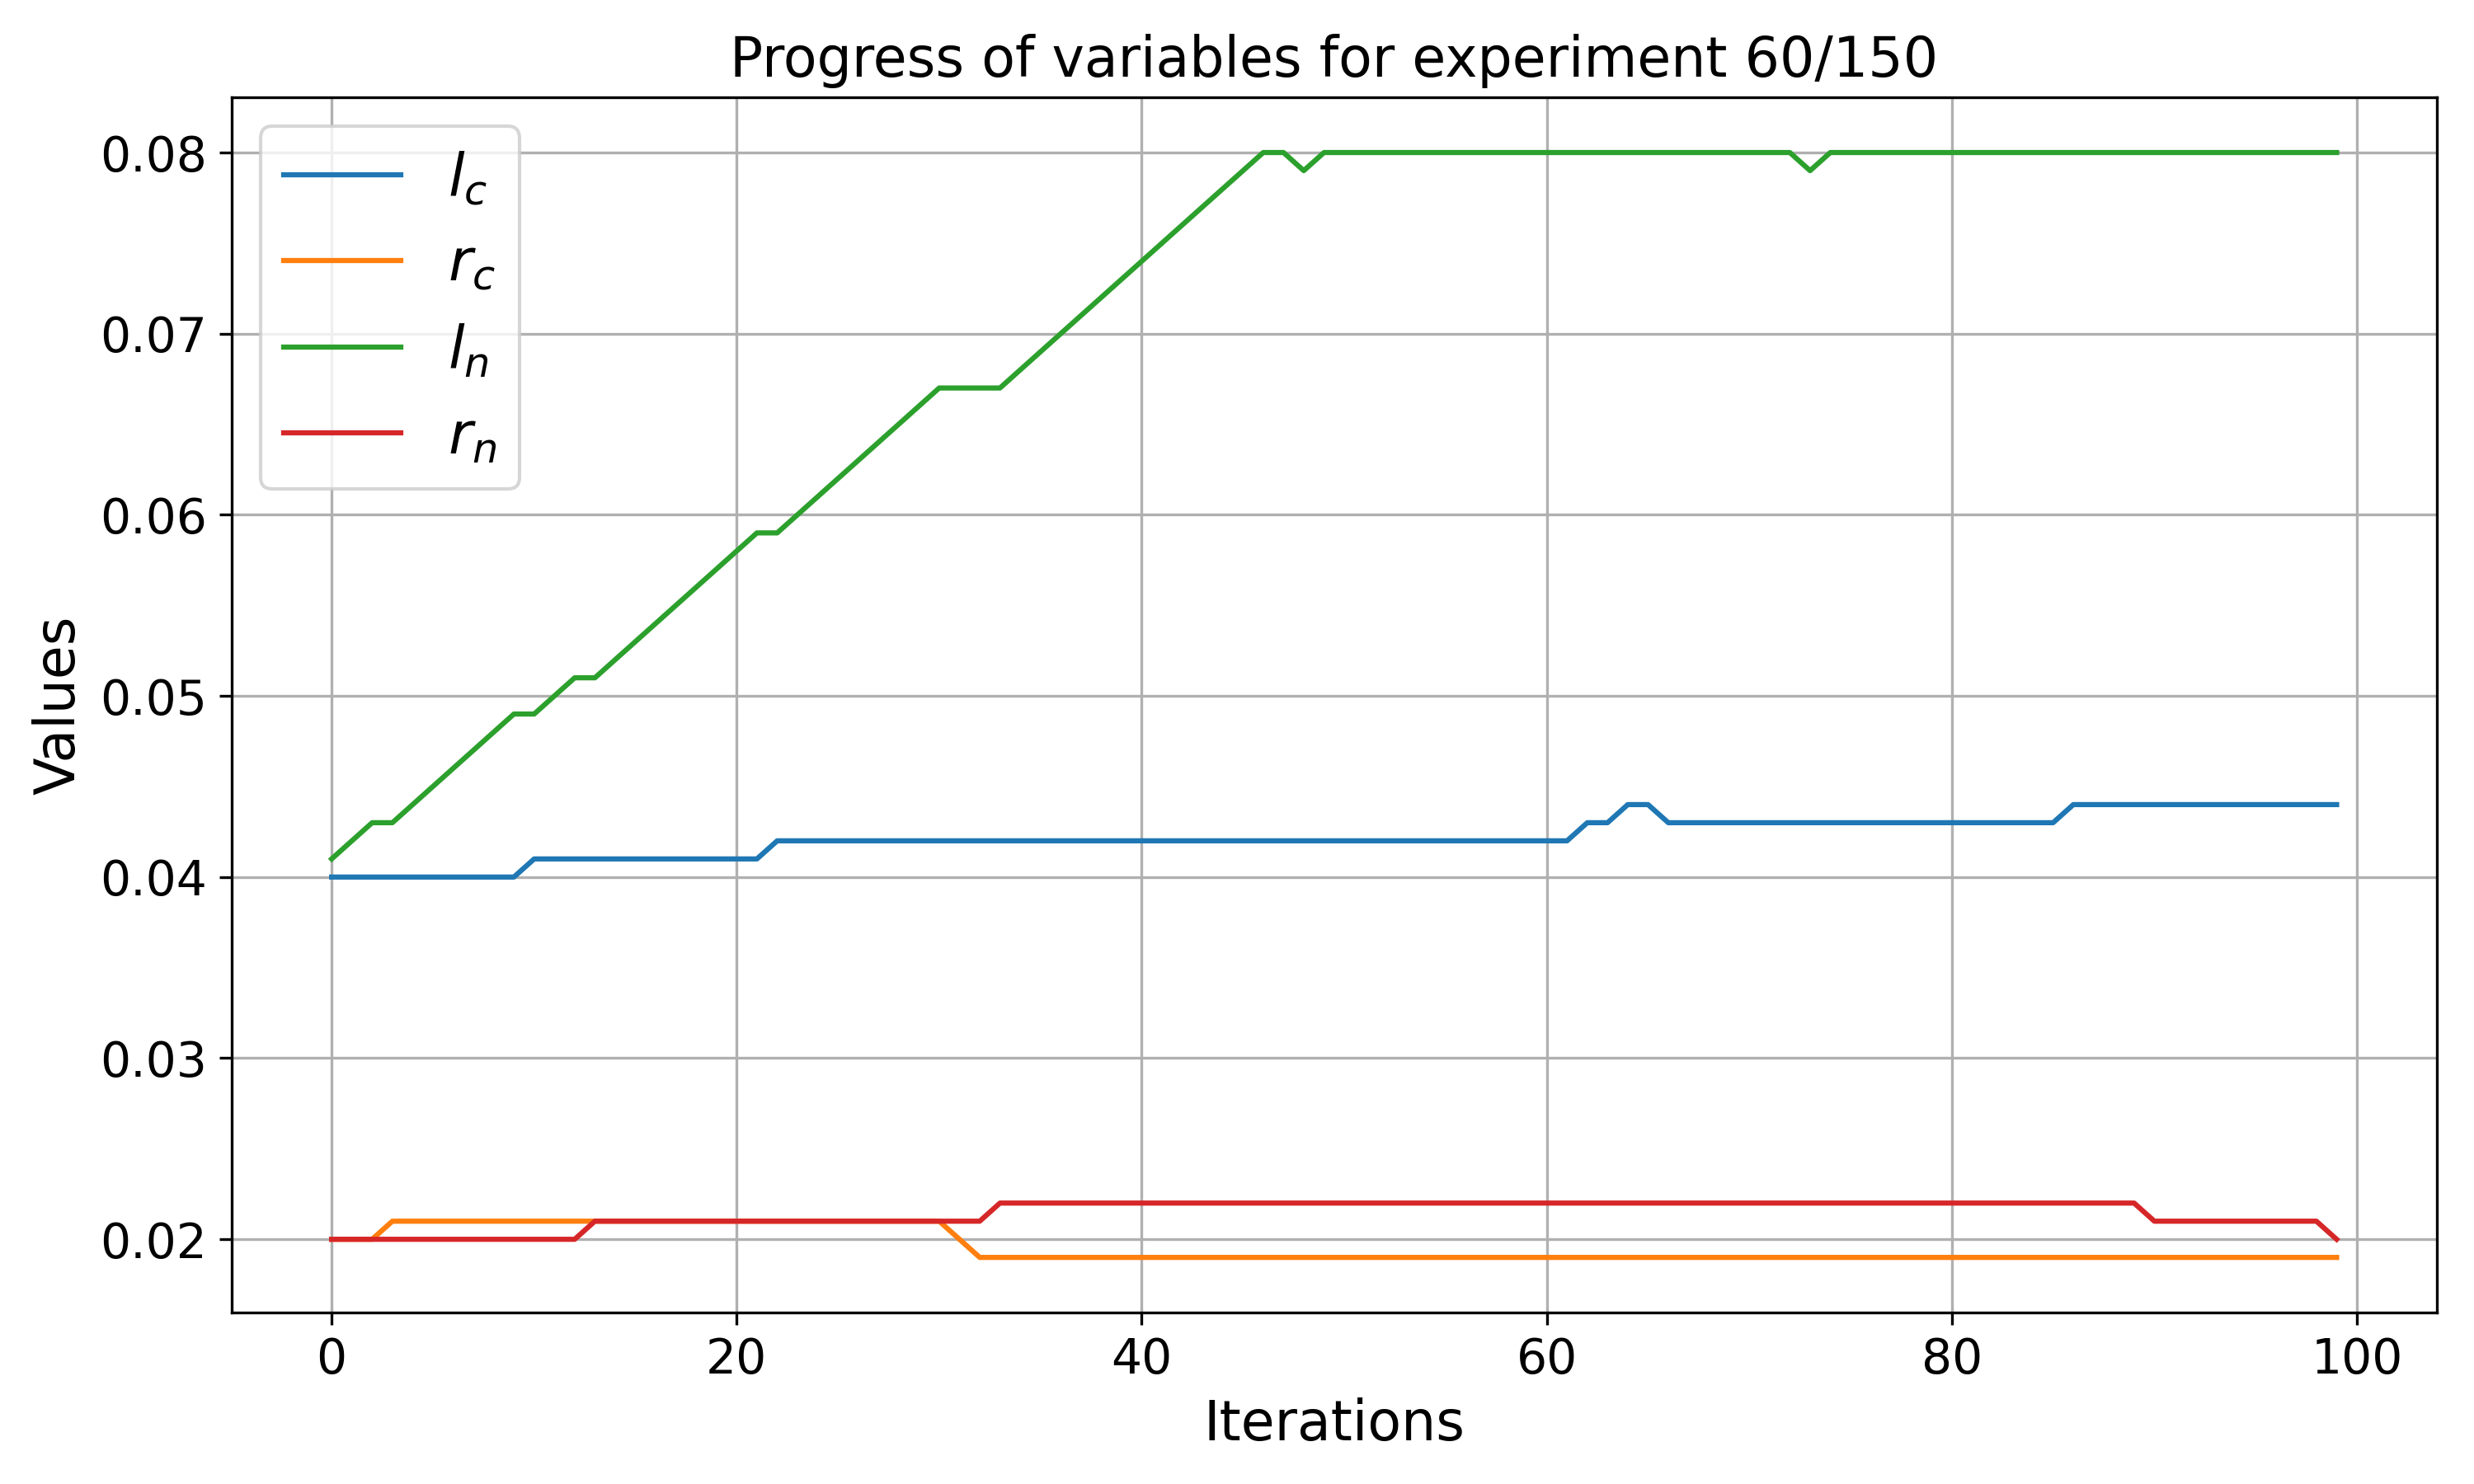 Progress of variables for experiment 60/150
l_c
r_c
l_n
r_n
0.08
0.07
0.06
0.05
0.04
0.03
0.02
Values
0 20 40 60 80 100
Iterations